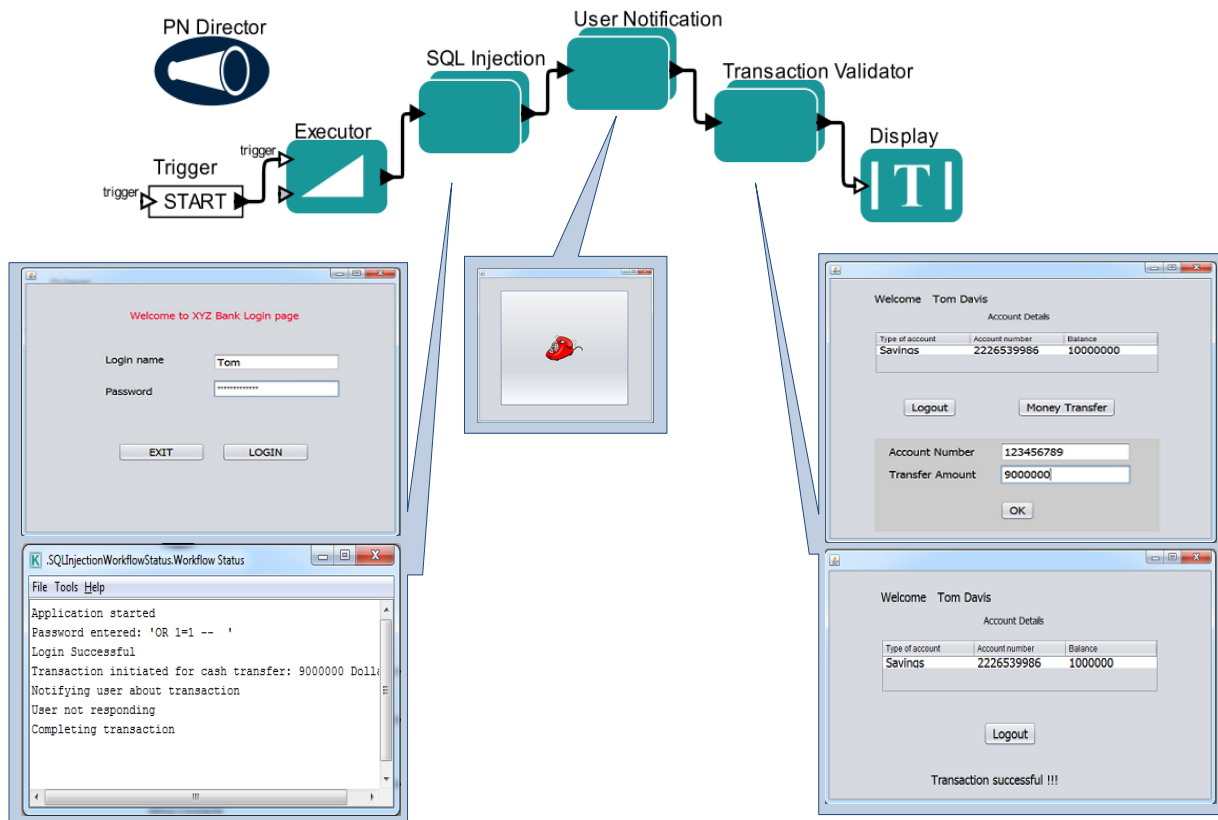 PN Director
User Notification
SQL Injection
Transaction Validator
Executor
Display
trigger
Trigger
trigger
START
T
Welcome to XYZ Bank Login page
Login name Tom
Password *************
EXIT LOGIN
K .SQLInjectionWorkflowStatus.Workflow Status
File Tools Help
Application started
Password entered: 'OR 1=1 -- '
Login Successful
Transaction initiated for cash transfer: 9000000 Dolla
Notifying user about transaction
User not responding
Completing transaction
Welcome Tom Davis
Account Details
Type of account Account number Balance
Savings 2226539986 10000000
Logout Money Transfer
Account Number 123456789
Transfer Amount 9000000
OK
Welcome Tom Davis
Account Details
Type of account Account number Balance
Savings 2226539986 1000000
Logout
Transaction successful !!!